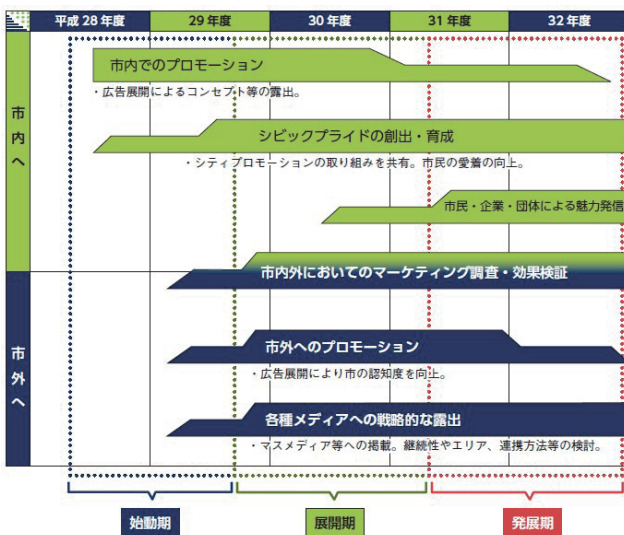 平成28年度 29年度 30年度 31年度 32年度
市内へ
市内でのプロモーション
・広告展開によるコンセプト等の露出。
シビックプライドの創出・育成
・シティプロモーションの取り組みを共有。市民の愛着の向上。
市民・企業・団体による魅力発信
市内外においてのマーケティング調査・効果検証
市外へ
市外へのプロモーション
・広告展開により市の認知度を向上。
各種メディアへの戦略的な露出
・マスメディア等への掲載。継続性やエリア、連携方法等の検討。
始動期 展開期 発展期